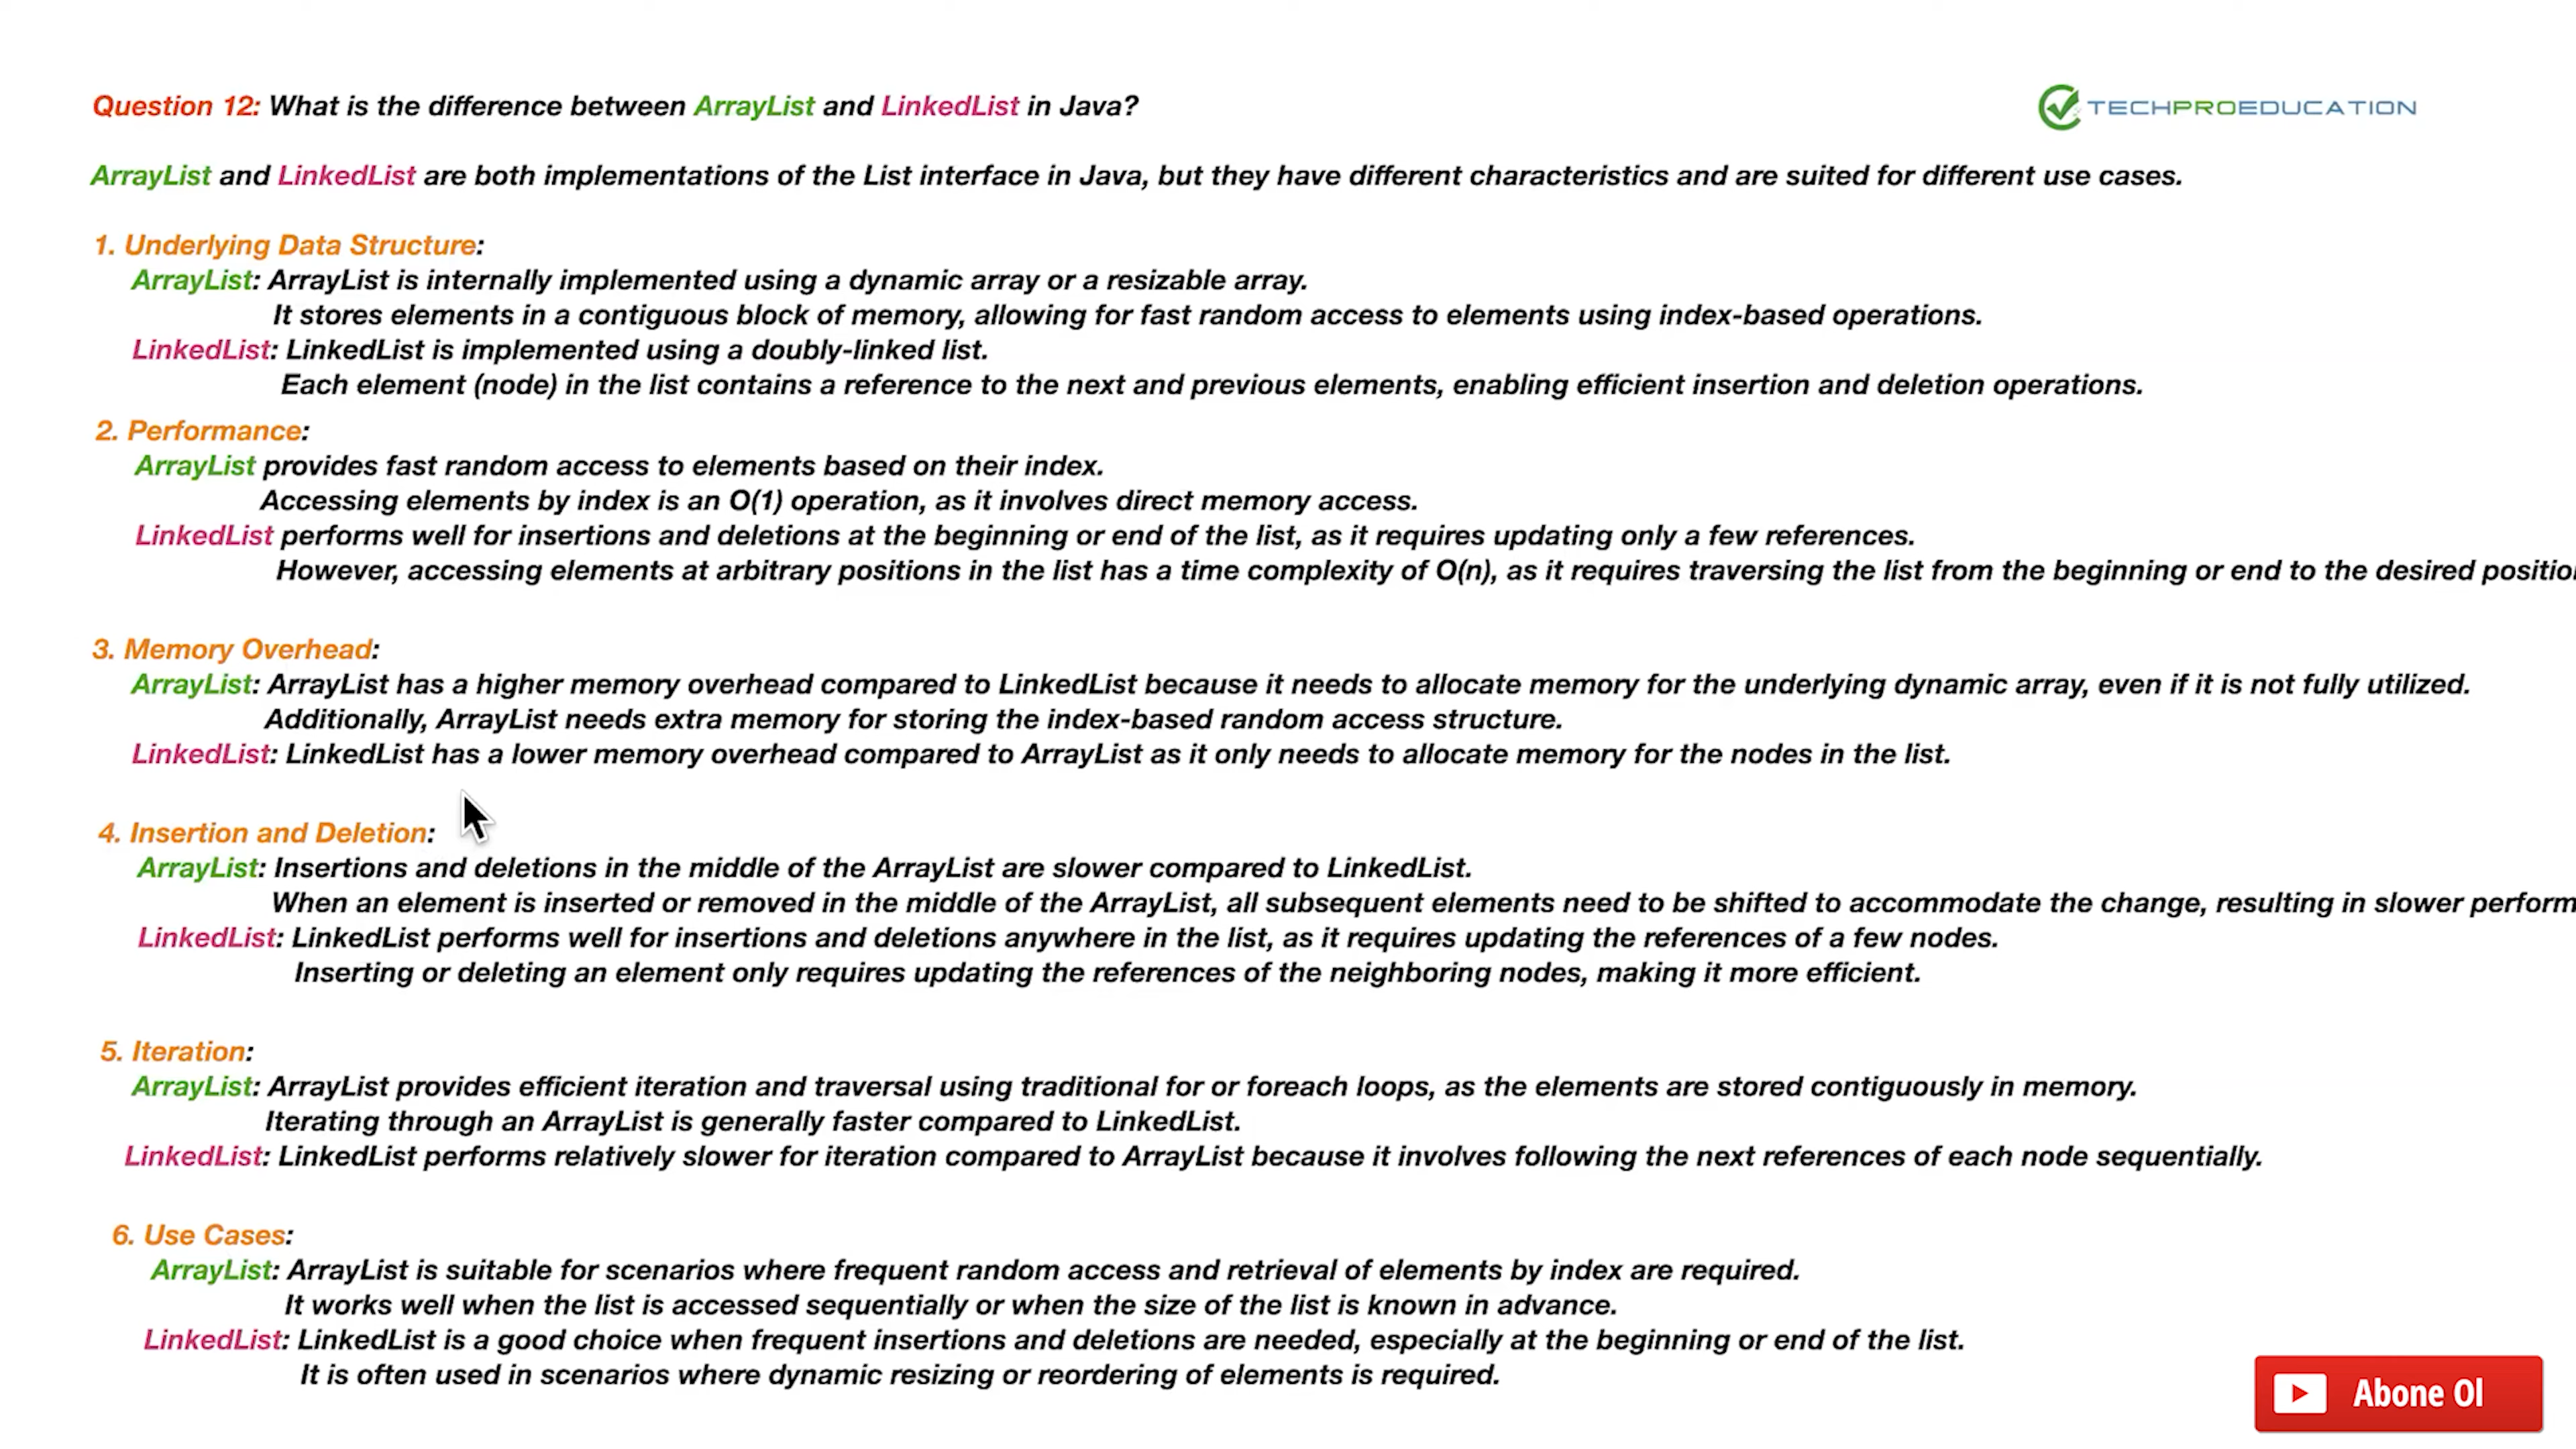 Question 12: What is the difference between ArrayList and LinkedList in Java?
TECHPROEDUCATION
ArrayList and LinkedList are both implementations of the List interface in Java, but they have different characteristics and are suited for different use cases.
1. Underlying Data Structure:
ArrayList: ArrayList is internally implemented using a dynamic array or a resizable array.
It stores elements in a contiguous block of memory, allowing for fast random access to elements using index-based operations.
LinkedList: LinkedList is implemented using a doubly-linked list.
Each element (node) in the list contains a reference to the next and previous elements, enabling efficient insertion and deletion operations.
2. Performance:
ArrayList provides fast random access to elements based on their index.
Accessing elements by index is an O(1) operation, as it involves direct memory access.
LinkedList performs well for insertions and deletions at the beginning or end of the list, as it requires updating only a few references.
However, accessing elements at arbitrary positions in the list has a time complexity of O(n), as it requires traversing the list from the beginning or end to the desired
3. Memory Overhead:
ArrayList: ArrayList has a higher memory overhead compared to LinkedList because it needs to allocate memory for the underlying dynamic array, even if it is not fully utilized.
Additionally, ArrayList needs extra memory for storing the index-based random access structure.
LinkedList: LinkedList has a lower memory overhead compared to ArrayList as it only needs to allocate memory for the nodes in the list.
4. Insertion and Deletion:
ArrayList: Insertions and deletions in the middle of the ArrayList are slower compared to LinkedList.
When an element is inserted or removed in the middle of the ArrayList, all subsequent elements need to be shifted to accommodate the change, resulting in slower
LinkedList: LinkedList performs well for insertions and deletions anywhere in the list, as it requires updating the references of a few nodes.
Inserting or deleting an element only requires updating the references of the neighboring nodes, making it more efficient.
5. Iteration:
ArrayList: ArrayList provides efficient iteration and traversal using traditional for or foreach loops, as the elements are stored contiguously in memory.
Iterating through an ArrayList is generally faster compared to LinkedList.
LinkedList: LinkedList performs relatively slower for iteration compared to ArrayList because it involves following the next references of each node sequentially.
6. Use Cases:
ArrayList: ArrayList is suitable for scenarios where frequent random access and retrieval of elements by index are required.
It works well when the list is accessed sequentially or when the size of the list is known in advance.
LinkedList: LinkedList is a good choice when frequent insertions and deletions are needed, especially at the beginning or end of the list.
It is often used in scenarios where dynamic resizing or reordering of elements is required.
Abone Ol